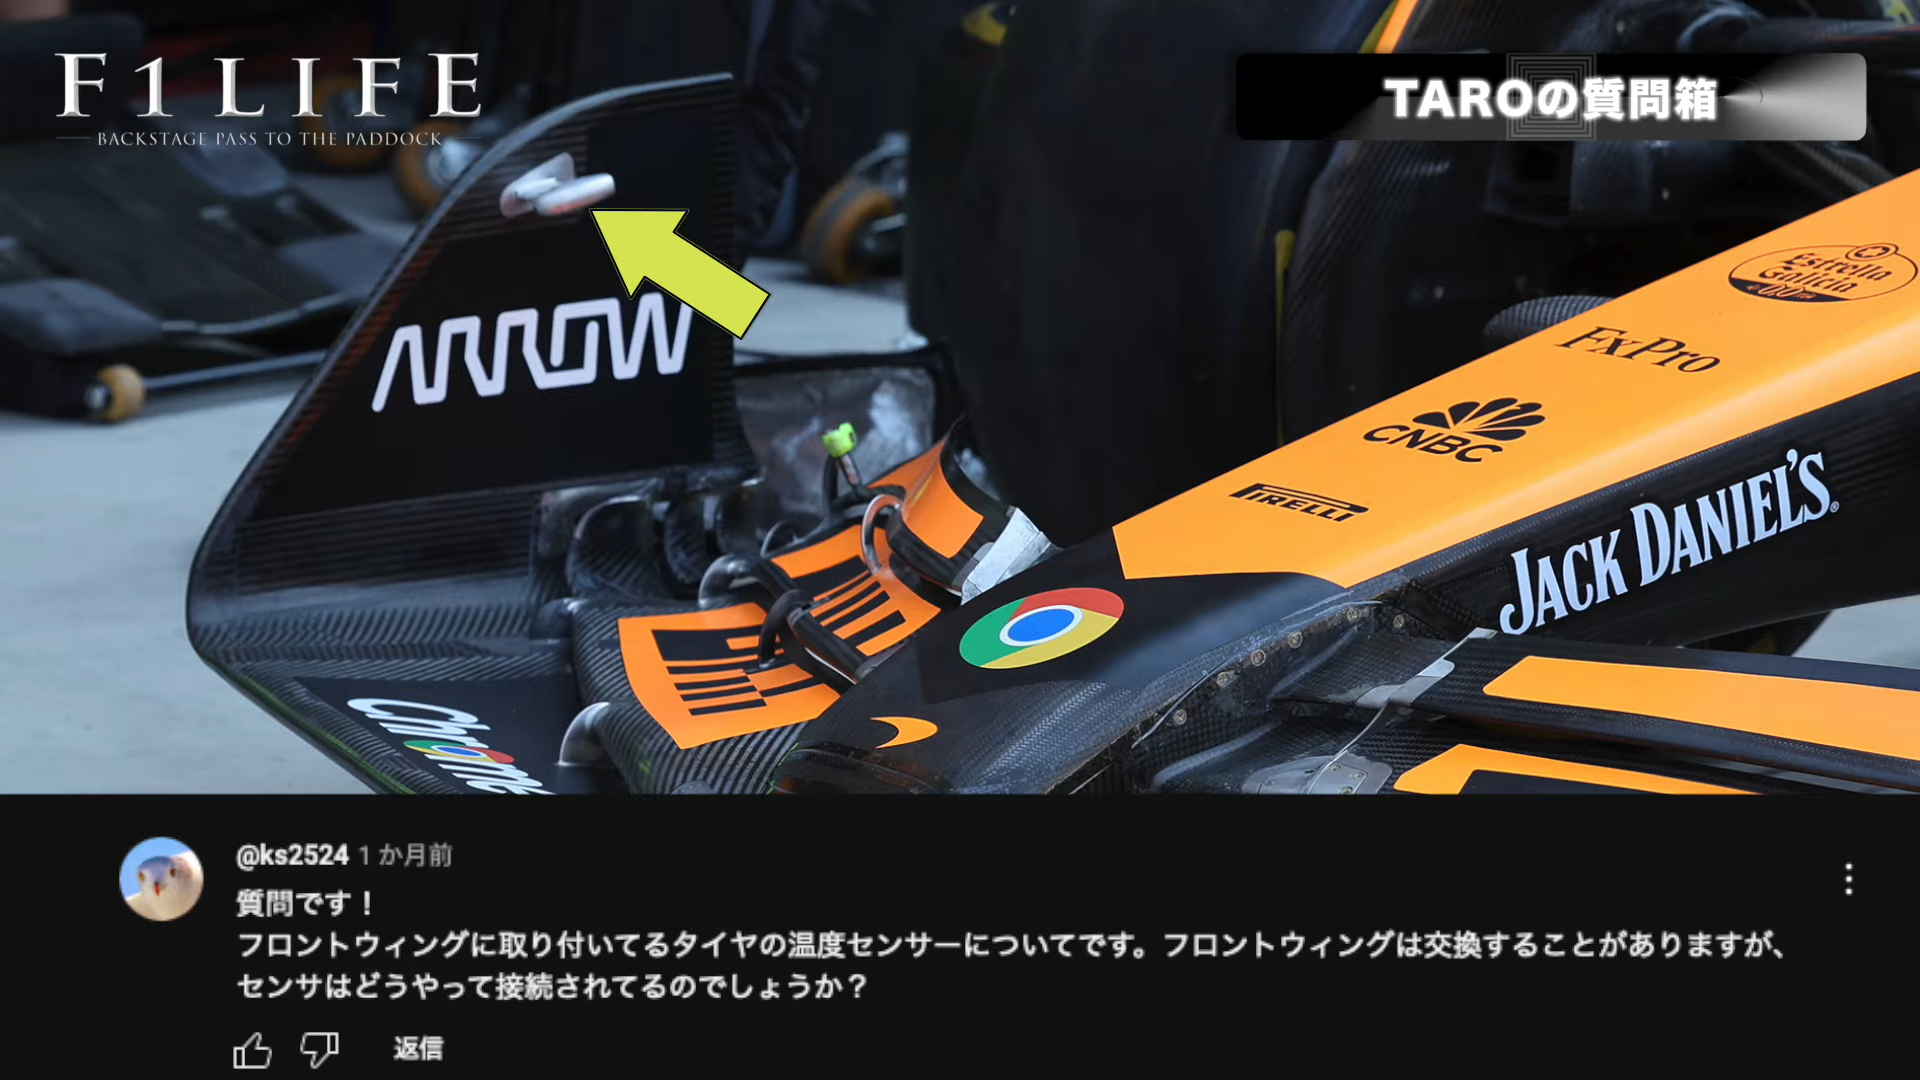 F1LIFE
BACKSTAGE PASS TO THE PADDOCK
TAROの質問箱
ARROW
Estrella
Galicia
0,0
FxPro
CNBC
PIRELLI
JACK DANIEL'S
Chrome
@ks2524 1 か月前
質問です！
フロントウィングに取り付いてるタイヤの温度センサーについてです。フロントウィングは交換することがありますが、
センサはどうやって接続されてるのでしょうか？
返信